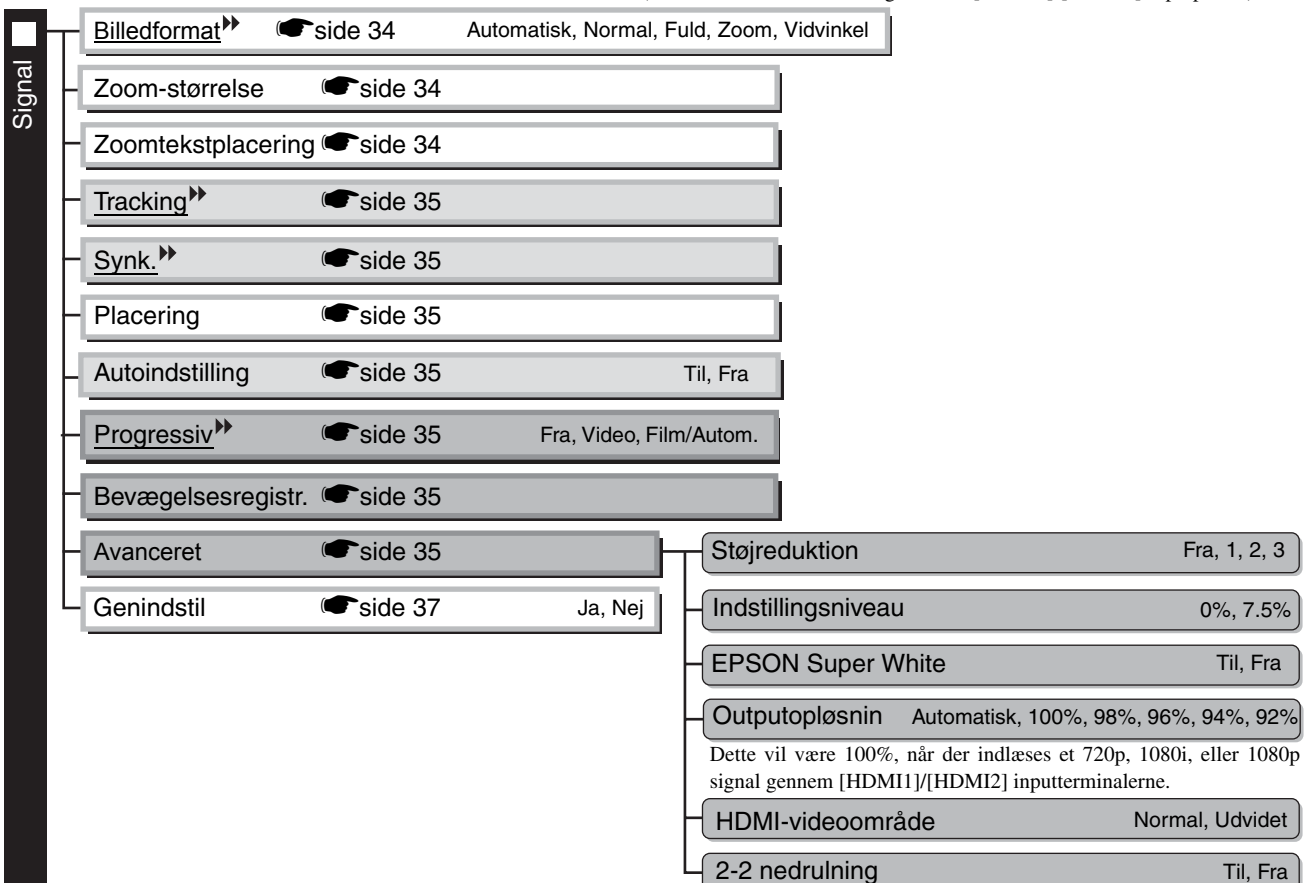 Signal
Billedformat side 34 Automatisk, Normal, Fuld, Zoom, Vidvinkel
Zoom-størrelse side 34
Zoomtekstplacering side 34
Tracking side 35
Synk. side 35
Placering side 35
Autoindstilling side 35 Til, Fra
Progressiv side 35 Fra, Video, Film/Autom.
Bevægelsesregistr. side 35
Avanceret side 35
Genindstil side 37 Ja, Nej
Støjreduktion Fra, 1, 2, 3
Indstillingsniveau 0%, 7.5%
EPSON Super White Til, Fra
Outputopløsnin Automatisk, 100%, 98%, 96%, 94%, 92%
Dette vil være 100%, når der indlæses et 720p, 1080i, eller 1080p
signal gennem [HDMI1]/[HDMI2] inputterminalerne.
HDMI-videoområde Normal, Udvidet
2-2 nedrulning Til, Fra